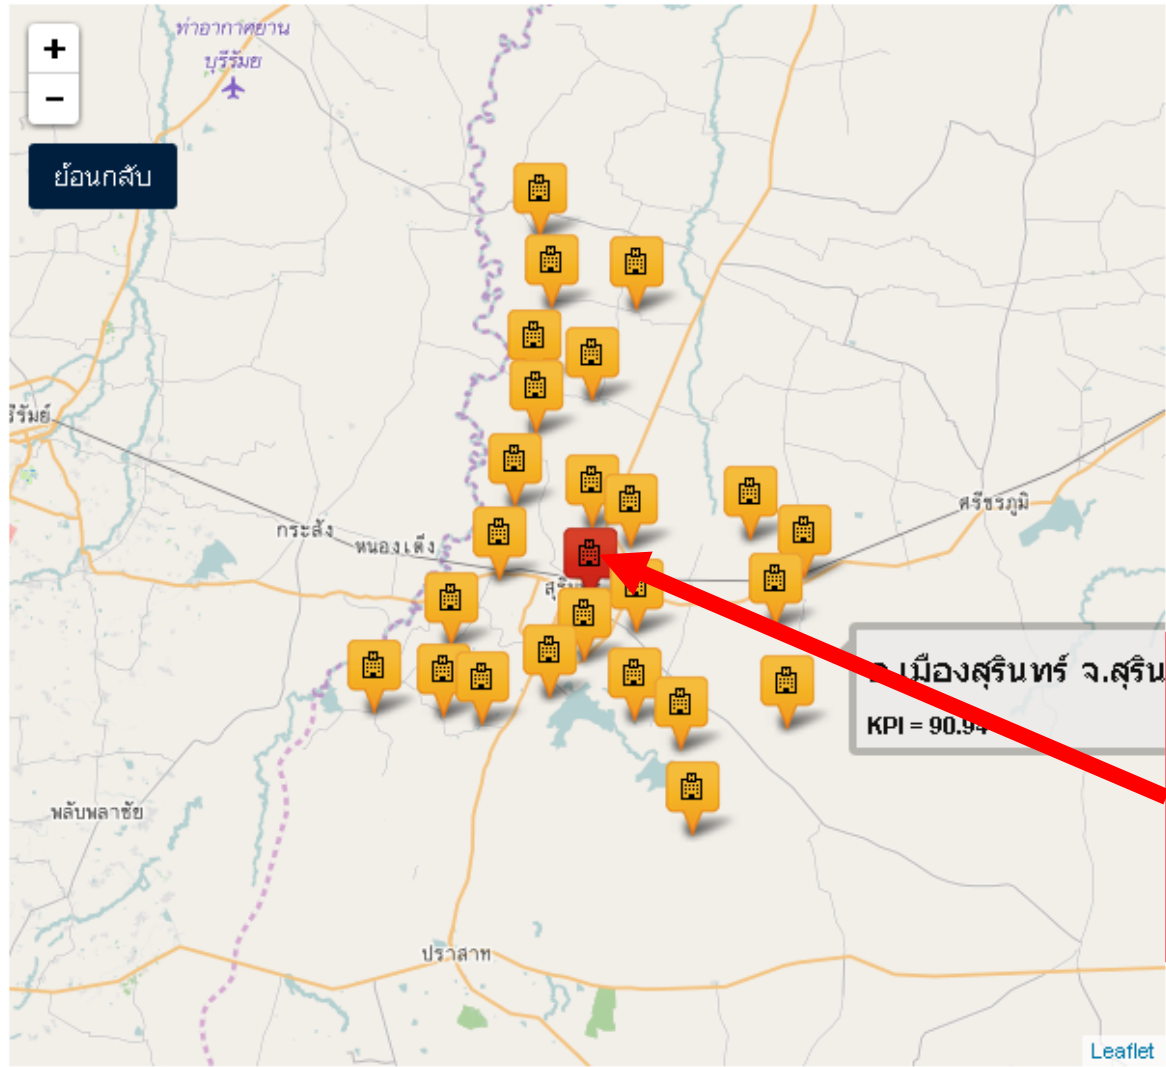 ท่าอากาศยาน
บุรีรัมย์
+
−
ย้อนกลับ
รีรัมย์
ศรีขรภูมิ
กระสัง
หนองเต็ง
อ.เมืองสุรินทร์ จ.สุริน
KPI = 90.94
พลับพลาชัย
ปราสาท
Leaflet